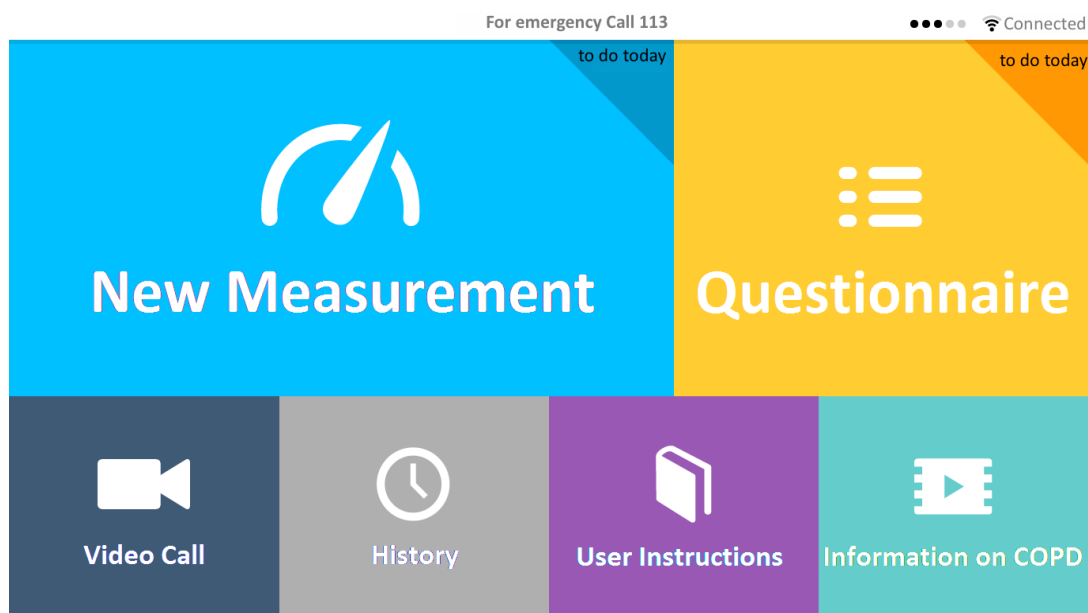 For emergency Call 113
Connected
to do today
to do today
New Measurement
Questionnaire
Video Call
History
User Instructions
Information on COPD